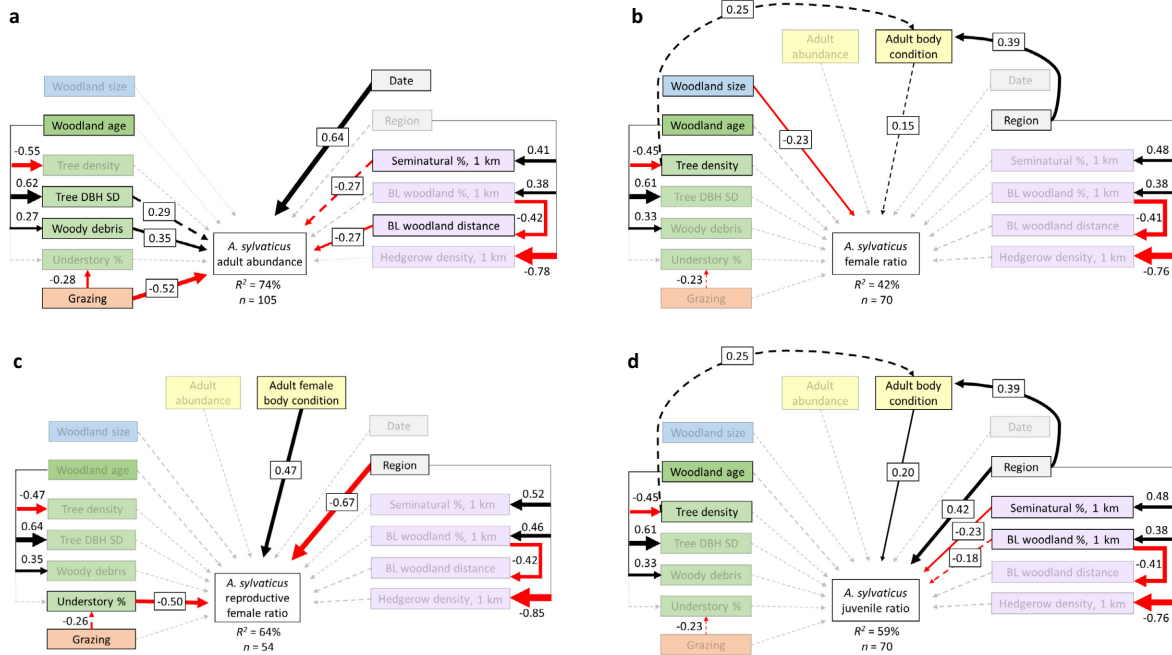 a
Woodland size
Woodland age
-0.55
Tree density
0.62
Tree DBH SD
0.27
Woody debris
Understory %
-0.28
Grazing
-0.52
0.29
0.35
Date
0.64
Region
Seminatural %, 1 km
0.41
-0.27
BL woodland %, 1 km
0.38
-0.42
BL woodland distance
-0.27
Hedgerow density, 1 km
-0.78
A. sylvaticus
adult abundance
R² = 74%
n = 105
b
0.25
Adult
abundance
Adult body
condition
0.39
Woodland size
Woodland age
-0.45
Tree density
0.61
Tree DBH SD
0.33
Woody debris
Understory %
-0.23
Grazing
-0.23
0.15
Date
Region
Seminatural %, 1 km
0.48
BL woodland %, 1 km
0.38
-0.41
BL woodland distance
Hedgerow density, 1 km
-0.76
A. sylvaticus
female ratio
R² = 42%
n = 70
c
Adult
abundance
Adult female
body condition
Woodland size
Woodland age
-0.47
Tree density
0.64
Tree DBH SD
0.35
Woody debris
Understory %
-0.50
-0.26
Grazing
0.47
Date
Region
-0.67
Seminatural %, 1 km
0.52
BL woodland %, 1 km
0.46
-0.42
BL woodland distance
Hedgerow density, 1 km
-0.85
A. sylvaticus
reproductive
female ratio
R² = 64%
n = 54
d
0.25
Adult
abundance
Adult body
condition
0.39
Woodland size
Woodland age
-0.45
Tree density
0.61
Tree DBH SD
0.33
Woody debris
Understory %
-0.23
Grazing
0.20
Date
Region
0.42
Seminatural %, 1 km
0.48
-0.23
BL woodland %, 1 km
0.38
-0.18
-0.41
BL woodland distance
Hedgerow density, 1 km
-0.76
A. sylvaticus
juvenile ratio
R² = 59%
n = 70